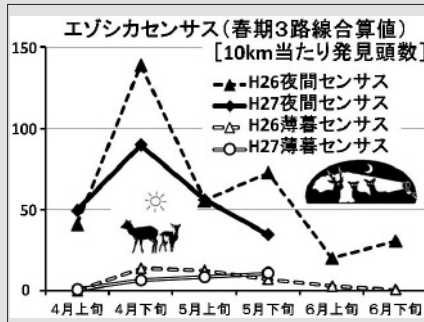 エゾシカセンサス(春期3路線合算値)
[10km当たり発見頭数]
H26夜間センサス
H27夜間センサス
H26薄暮センサス
H27薄暮センサス
150
100
50
0
4月上旬 4月下旬 5月上旬 5月下旬 6月上旬 6月下旬